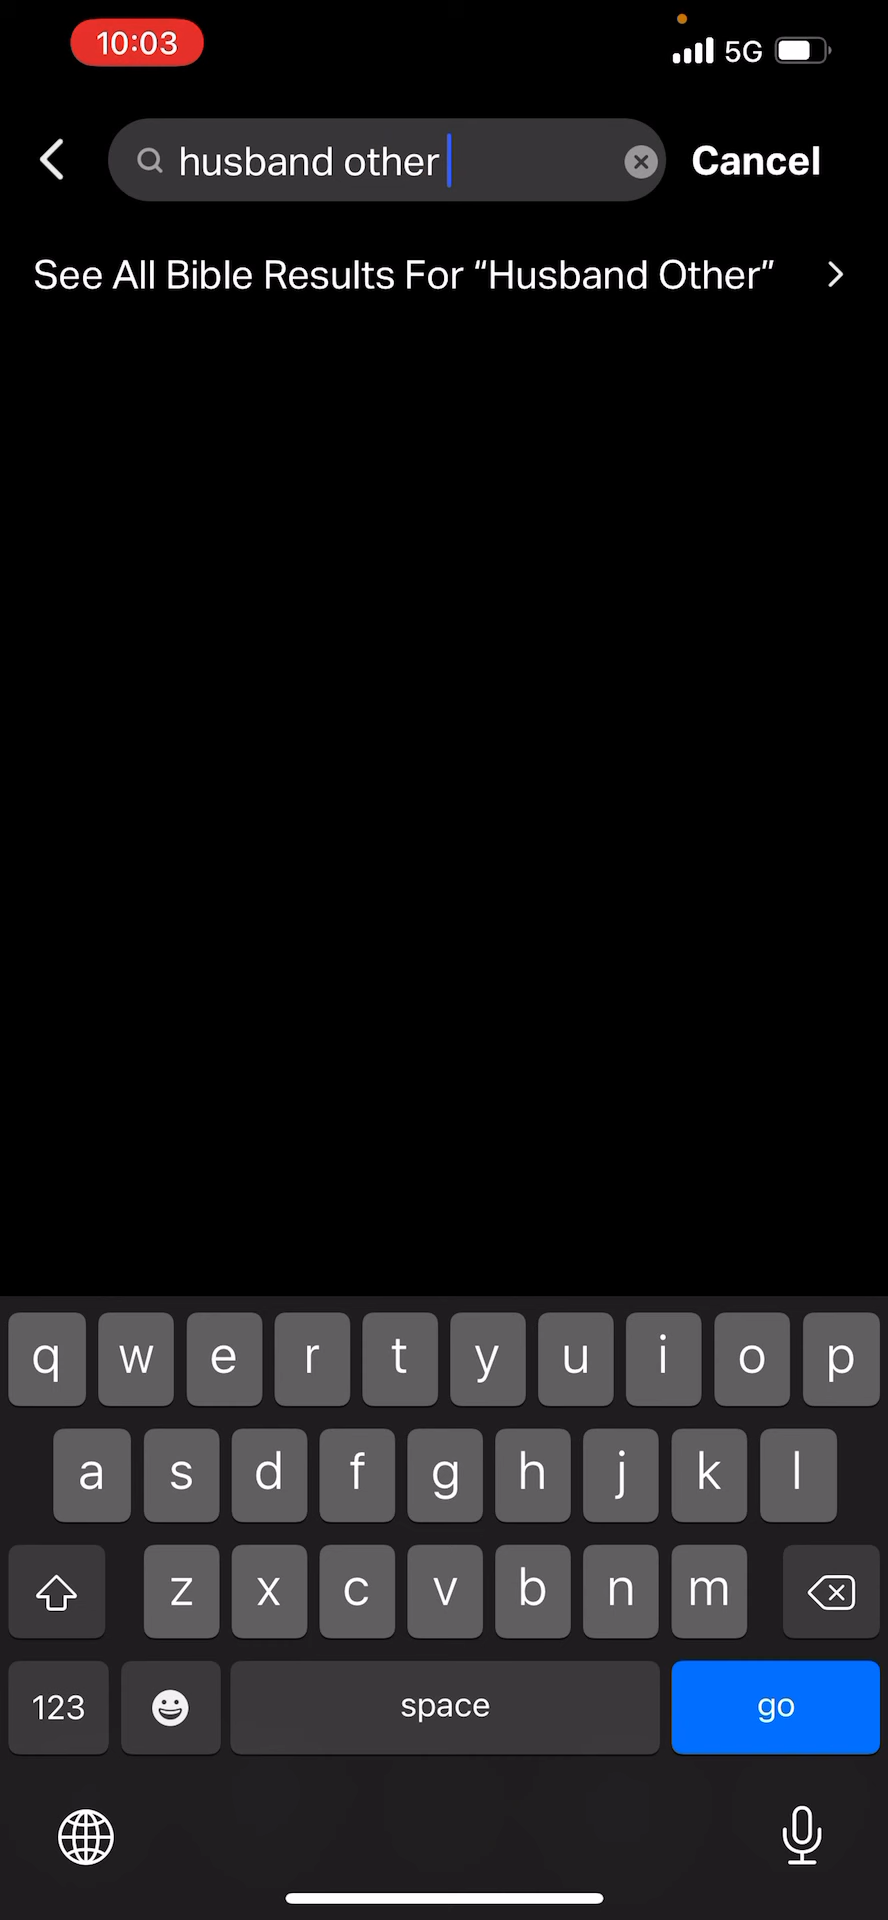 10:03
5G
husband other
Cancel
See All Bible Results For “Husband Other”
q w e r t y u i o p
a s d f g h j k l
z x c v b n m
123 space go